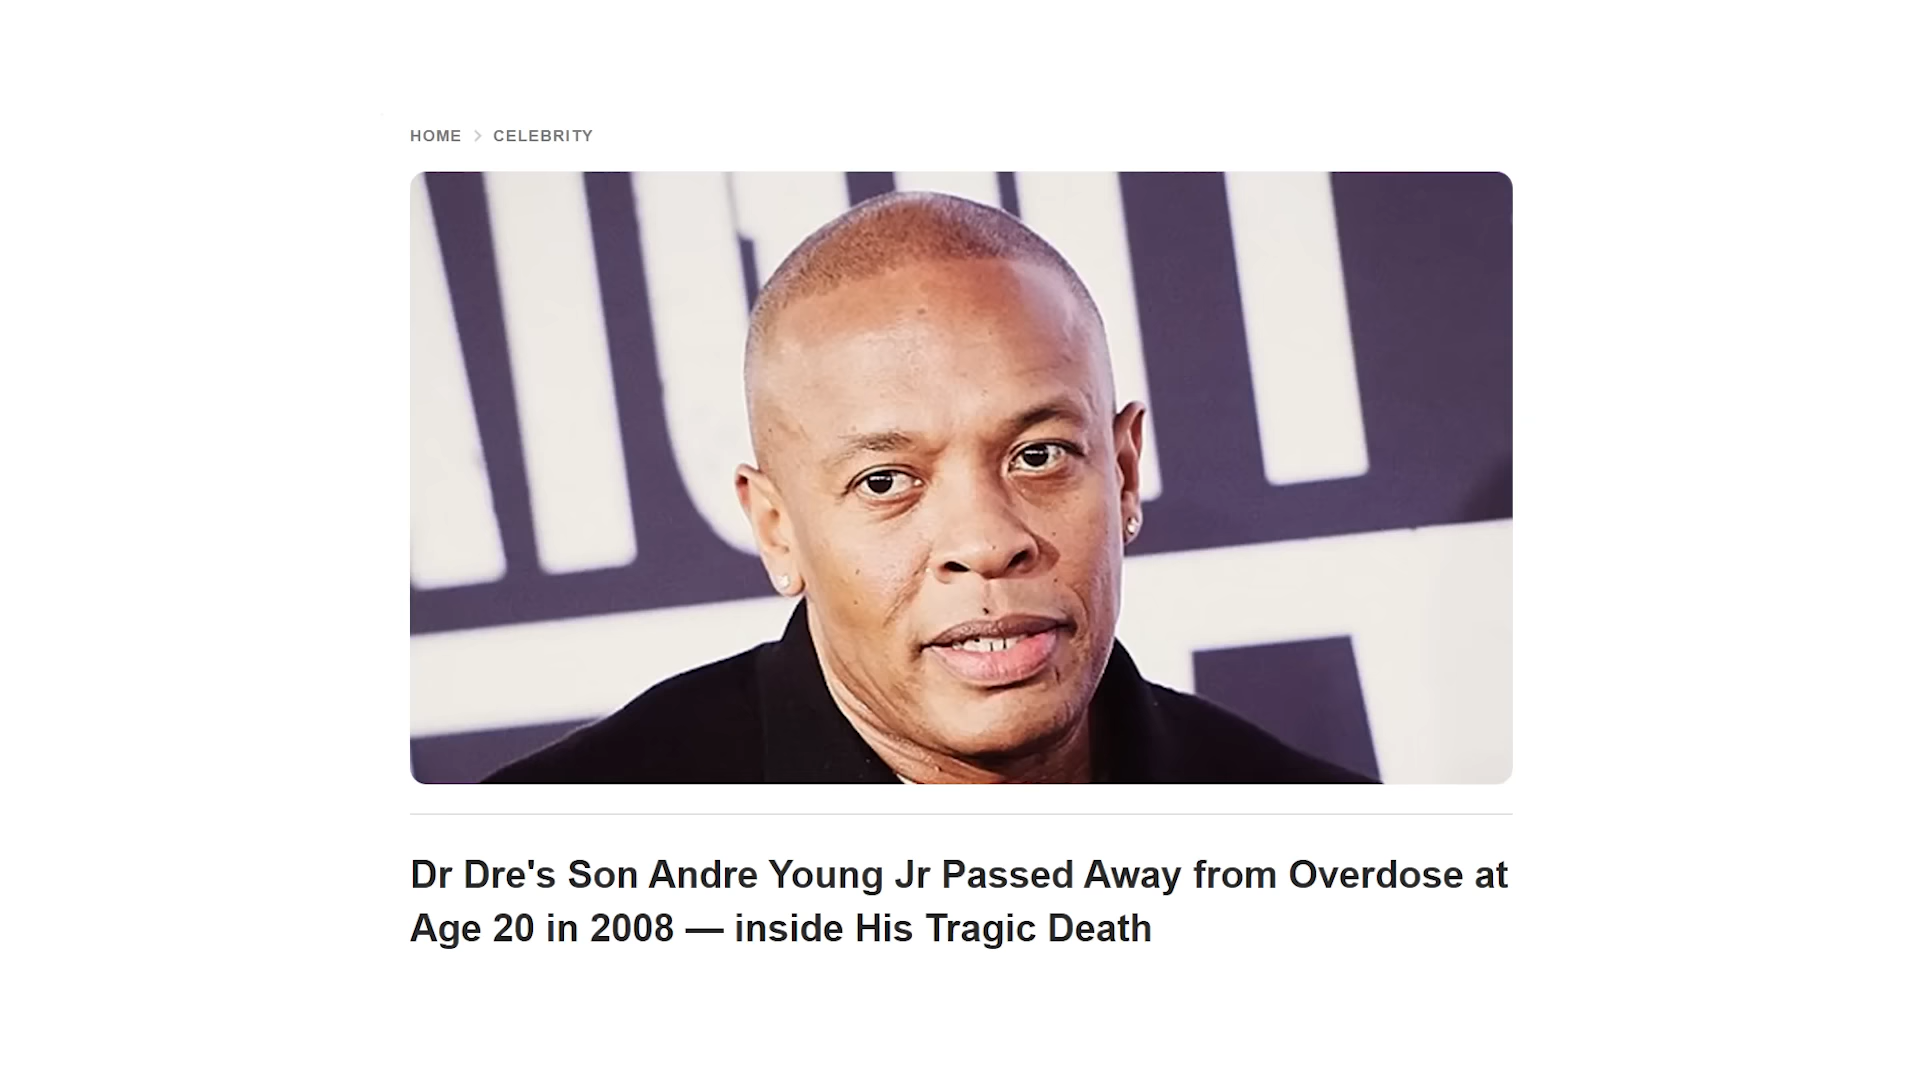 HOME > CELEBRITY
Dr Dre's Son Andre Young Jr Passed Away from Overdose at
Age 20 in 2008 — inside His Tragic Death